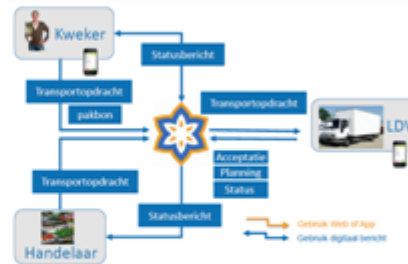 Kweker
Statusbericht
Transportopdracht
pakbon
Transportopdracht
LDV
Acceptatie
Planning
Status
Transportopdracht
Statusbericht
Handelaar
Gebruik Web of App
Gebruik digitaal bericht